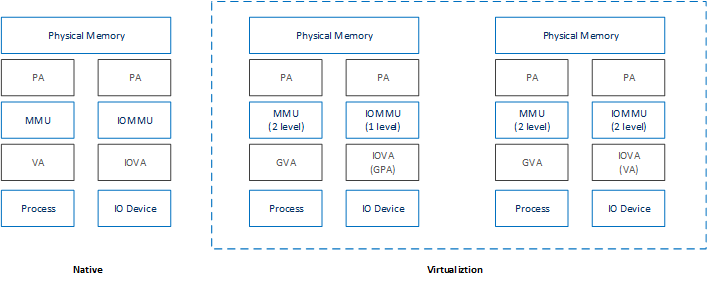 Physical Memory
PA
PA
MMU
IOMMU
VA
IOVA
Process
IO Device
Native
Physical Memory
PA
PA
MMU
(2 level)
IOMMU
(1 level)
GVA
IOVA
(GPA)
Process
IO Device
Physical Memory
PA
PA
MMU
(2 level)
IOMMU
(2 level)
GVA
IOVA
(VA)
Process
IO Device
Virtualiztion